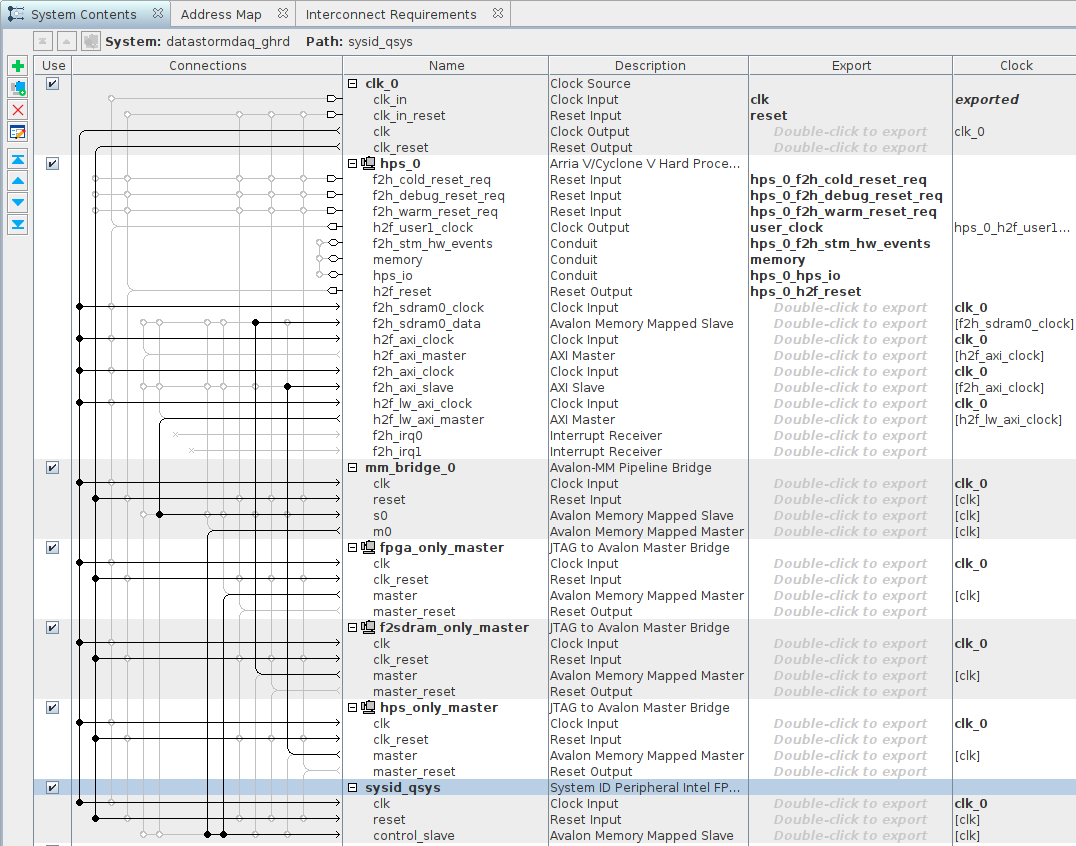 System Contents Address Map Interconnect Requirements
System: datastormdaq_ghrd Path: sysid_qsys
Use Connections Name Description Export Clock
clk_0 Clock Source
clk_in Clock Input clk exported
clk_in_reset Reset Input reset
clk Clock Output Double-click to export clk_0
clk_reset Reset Output Double-click to export
hps_0 Arria V/Cyclone V Hard Proce...
f2h_cold_reset_req Reset Input hps_0_f2h_cold_reset_req
f2h_debug_reset_req Reset Input hps_0_f2h_debug_reset_req
f2h_warm_reset_req Reset Input hps_0_f2h_warm_reset_req
h2f_user1_clock Clock Output user_clock hps_0_h2f_user1...
f2h_stm_hw_events Conduit hps_0_f2h_stm_hw_events
memory Conduit memory
hps_io Conduit hps_0_hps_io
h2f_reset Reset Output hps_0_h2f_reset
f2h_sdram0_clock Clock Input Double-click to export clk_0
f2h_sdram0_data Avalon Memory Mapped Slave Double-click to export [f2h_sdram0_clock]
h2f_axi_clock Clock Input Double-click to export clk_0
h2f_axi_master AXI Master Double-click to export [h2f_axi_clock]
f2h_axi_clock Clock Input Double-click to export clk_0
f2h_axi_slave AXI Slave Double-click to export [f2h_axi_clock]
h2f_lw_axi_clock Clock Input Double-click to export clk_0
h2f_lw_axi_master AXI Master Double-click to export [h2f_lw_axi_clock]
f2h_irq0 Interrupt Receiver Double-click to export
f2h_irq1 Interrupt Receiver Double-click to export
mm_bridge_0 Avalon-MM Pipeline Bridge
clk Clock Input Double-click to export clk_0
reset Reset Input Double-click to export [clk]
s0 Avalon Memory Mapped Slave Double-click to export [clk]
m0 Avalon Memory Mapped Master Double-click to export [clk]
fpga_only_master JTAG to Avalon Master Bridge
clk Clock Input Double-click to export clk_0
clk_reset Reset Input Double-click to export
master Avalon Memory Mapped Master Double-click to export [clk]
master_reset Reset Output Double-click to export
f2sdram_only_master JTAG to Avalon Master Bridge
clk Clock Input Double-click to export clk_0
clk_reset Reset Input Double-click to export
master Avalon Memory Mapped Master Double-click to export [clk]
master_reset Reset Output Double-click to export
hps_only_master JTAG to Avalon Master Bridge
clk Clock Input Double-click to export clk_0
clk_reset Reset Input Double-click to export
master Avalon Memory Mapped Master Double-click to export [clk]
master_reset Reset Output Double-click to export
sysid_qsys System ID Peripheral Intel FP...
clk Clock Input Double-click to export clk_0
reset Reset Input Double-click to export [clk]
control_slave Avalon Memory Mapped Slave Double-click to export [clk]